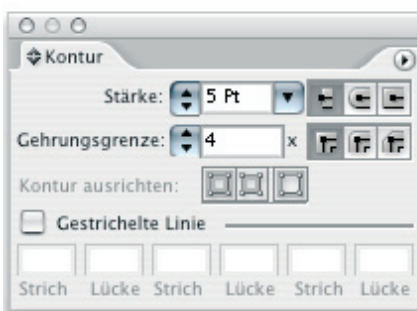 Kontur
Stärke: 5 Pt
Gehrungsgrenze: 4 x
Kontur ausrichten:
Gestrichelte Linie
Strich Lücke Strich Lücke Strich Lücke